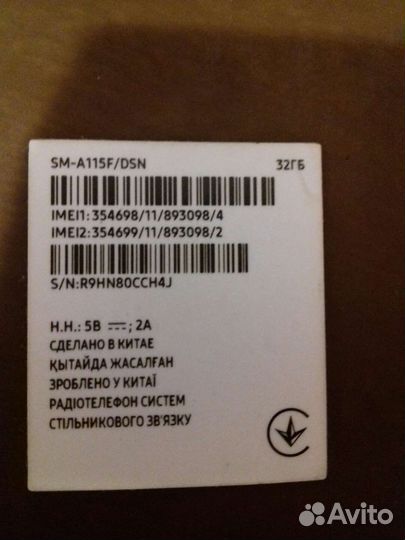 SM-A115F/DSN 32ГБ
IMEI1:354698/11/893098/4
IMEI2:354699/11/893098/2
S/N:R9HN80CCH4J
Н.Н.: 5В ⎓; 2А
СДЕЛАНО В КИТАЕ
ҚЫТАЙДА ЖАСАЛҒАН
ЗРОБЛЕНО У КИТАЇ
РАДІОТЕЛЕФОН СИСТЕМ
СТІЛЬНИКОВОГО ЗВ'ЯЗКУ
Avito